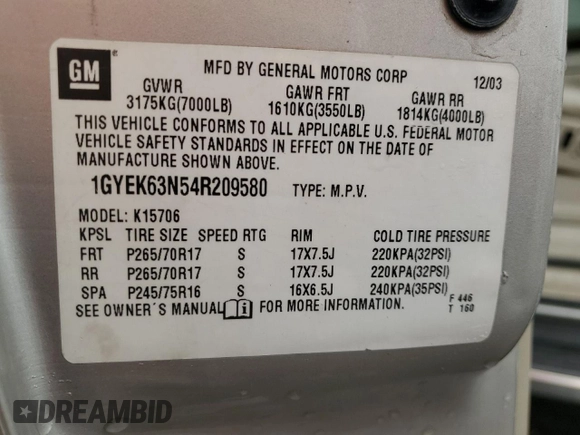 GM
®
MFD BY GENERAL MOTORS CORP 12/03
GVWR GAWR FRT GAWR RR
3175KG(7000LB) 1610KG(3550LB) 1814KG(4000LB)
THIS VEHICLE CONFORMS TO ALL APPLICABLE U.S. FEDERAL MOTOR
VEHICLE SAFETY STANDARDS IN EFFECT ON THE DATE OF
MANUFACTURE SHOWN ABOVE.
1GYEK63N54R209580 TYPE: M.P.V.
MODEL: K15706
KPSL TIRE SIZE SPEED RTG RIM COLD TIRE PRESSURE
FRT P265/70R17 S 17X7.5J 220KPA(32PSI)
RR P265/70R17 S 17X7.5J 220KPA(32PSI)
SPA P245/75R16 S 16X6.5J 240KPA(35PSI)
SEE OWNER'S MANUAL FOR MORE INFORMATION.
F 446
T 160
DREAMBID